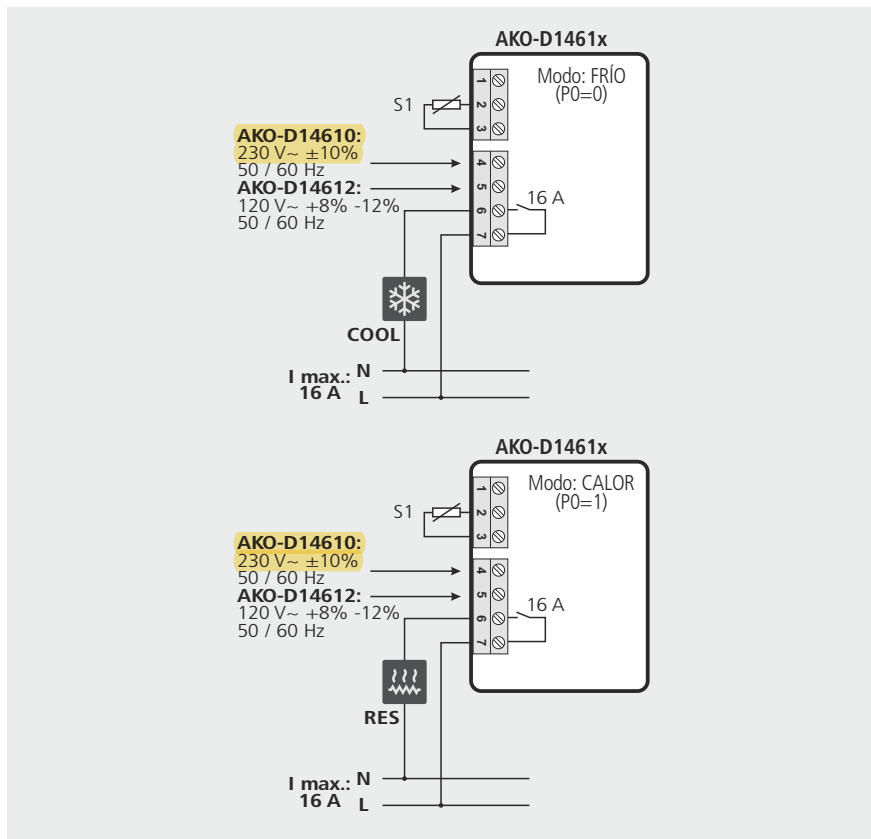 AKO-D1461x
Modo: FRÍO
(P0=0)
1
2
3
S1
AKO-D14610:
230 V~ ±10%
50 / 60 Hz
AKO-D14612:
120 V~ +8% -12%
50 / 60 Hz
4
5
6
7
16 A
COOL
I max.: N
16 A L
AKO-D1461x
Modo: CALOR
(P0=1)
1
2
3
S1
AKO-D14610:
230 V~ ±10%
50 / 60 Hz
AKO-D14612:
120 V~ +8% -12%
50 / 60 Hz
4
5
6
7
16 A
RES
I max.: N
16 A L